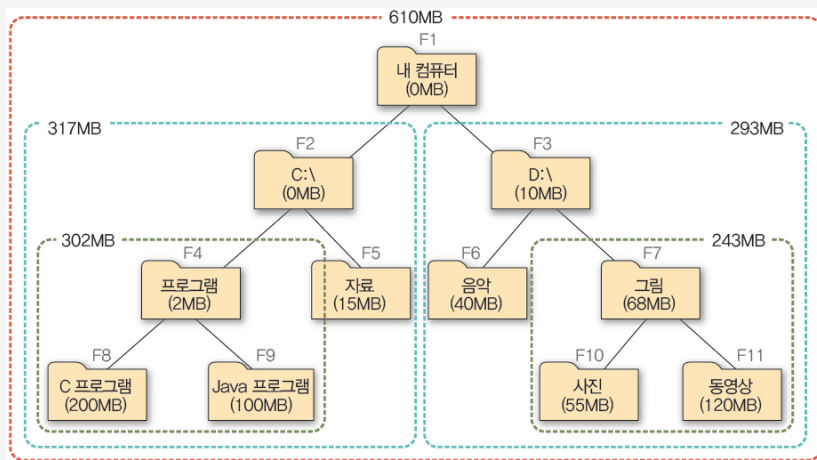 610MB
F1
내 컴퓨터
(0MB)
317MB
293MB
F2
C:\
(0MB)
F3
D:\
(10MB)
302MB
243MB
F4
프로그램
(2MB)
F5
자료
(15MB)
F6
음악
(40MB)
F7
그림
(68MB)
F8
C 프로그램
(200MB)
F9
Java 프로그램
(100MB)
F10
사진
(55MB)
F11
동영상
(120MB)